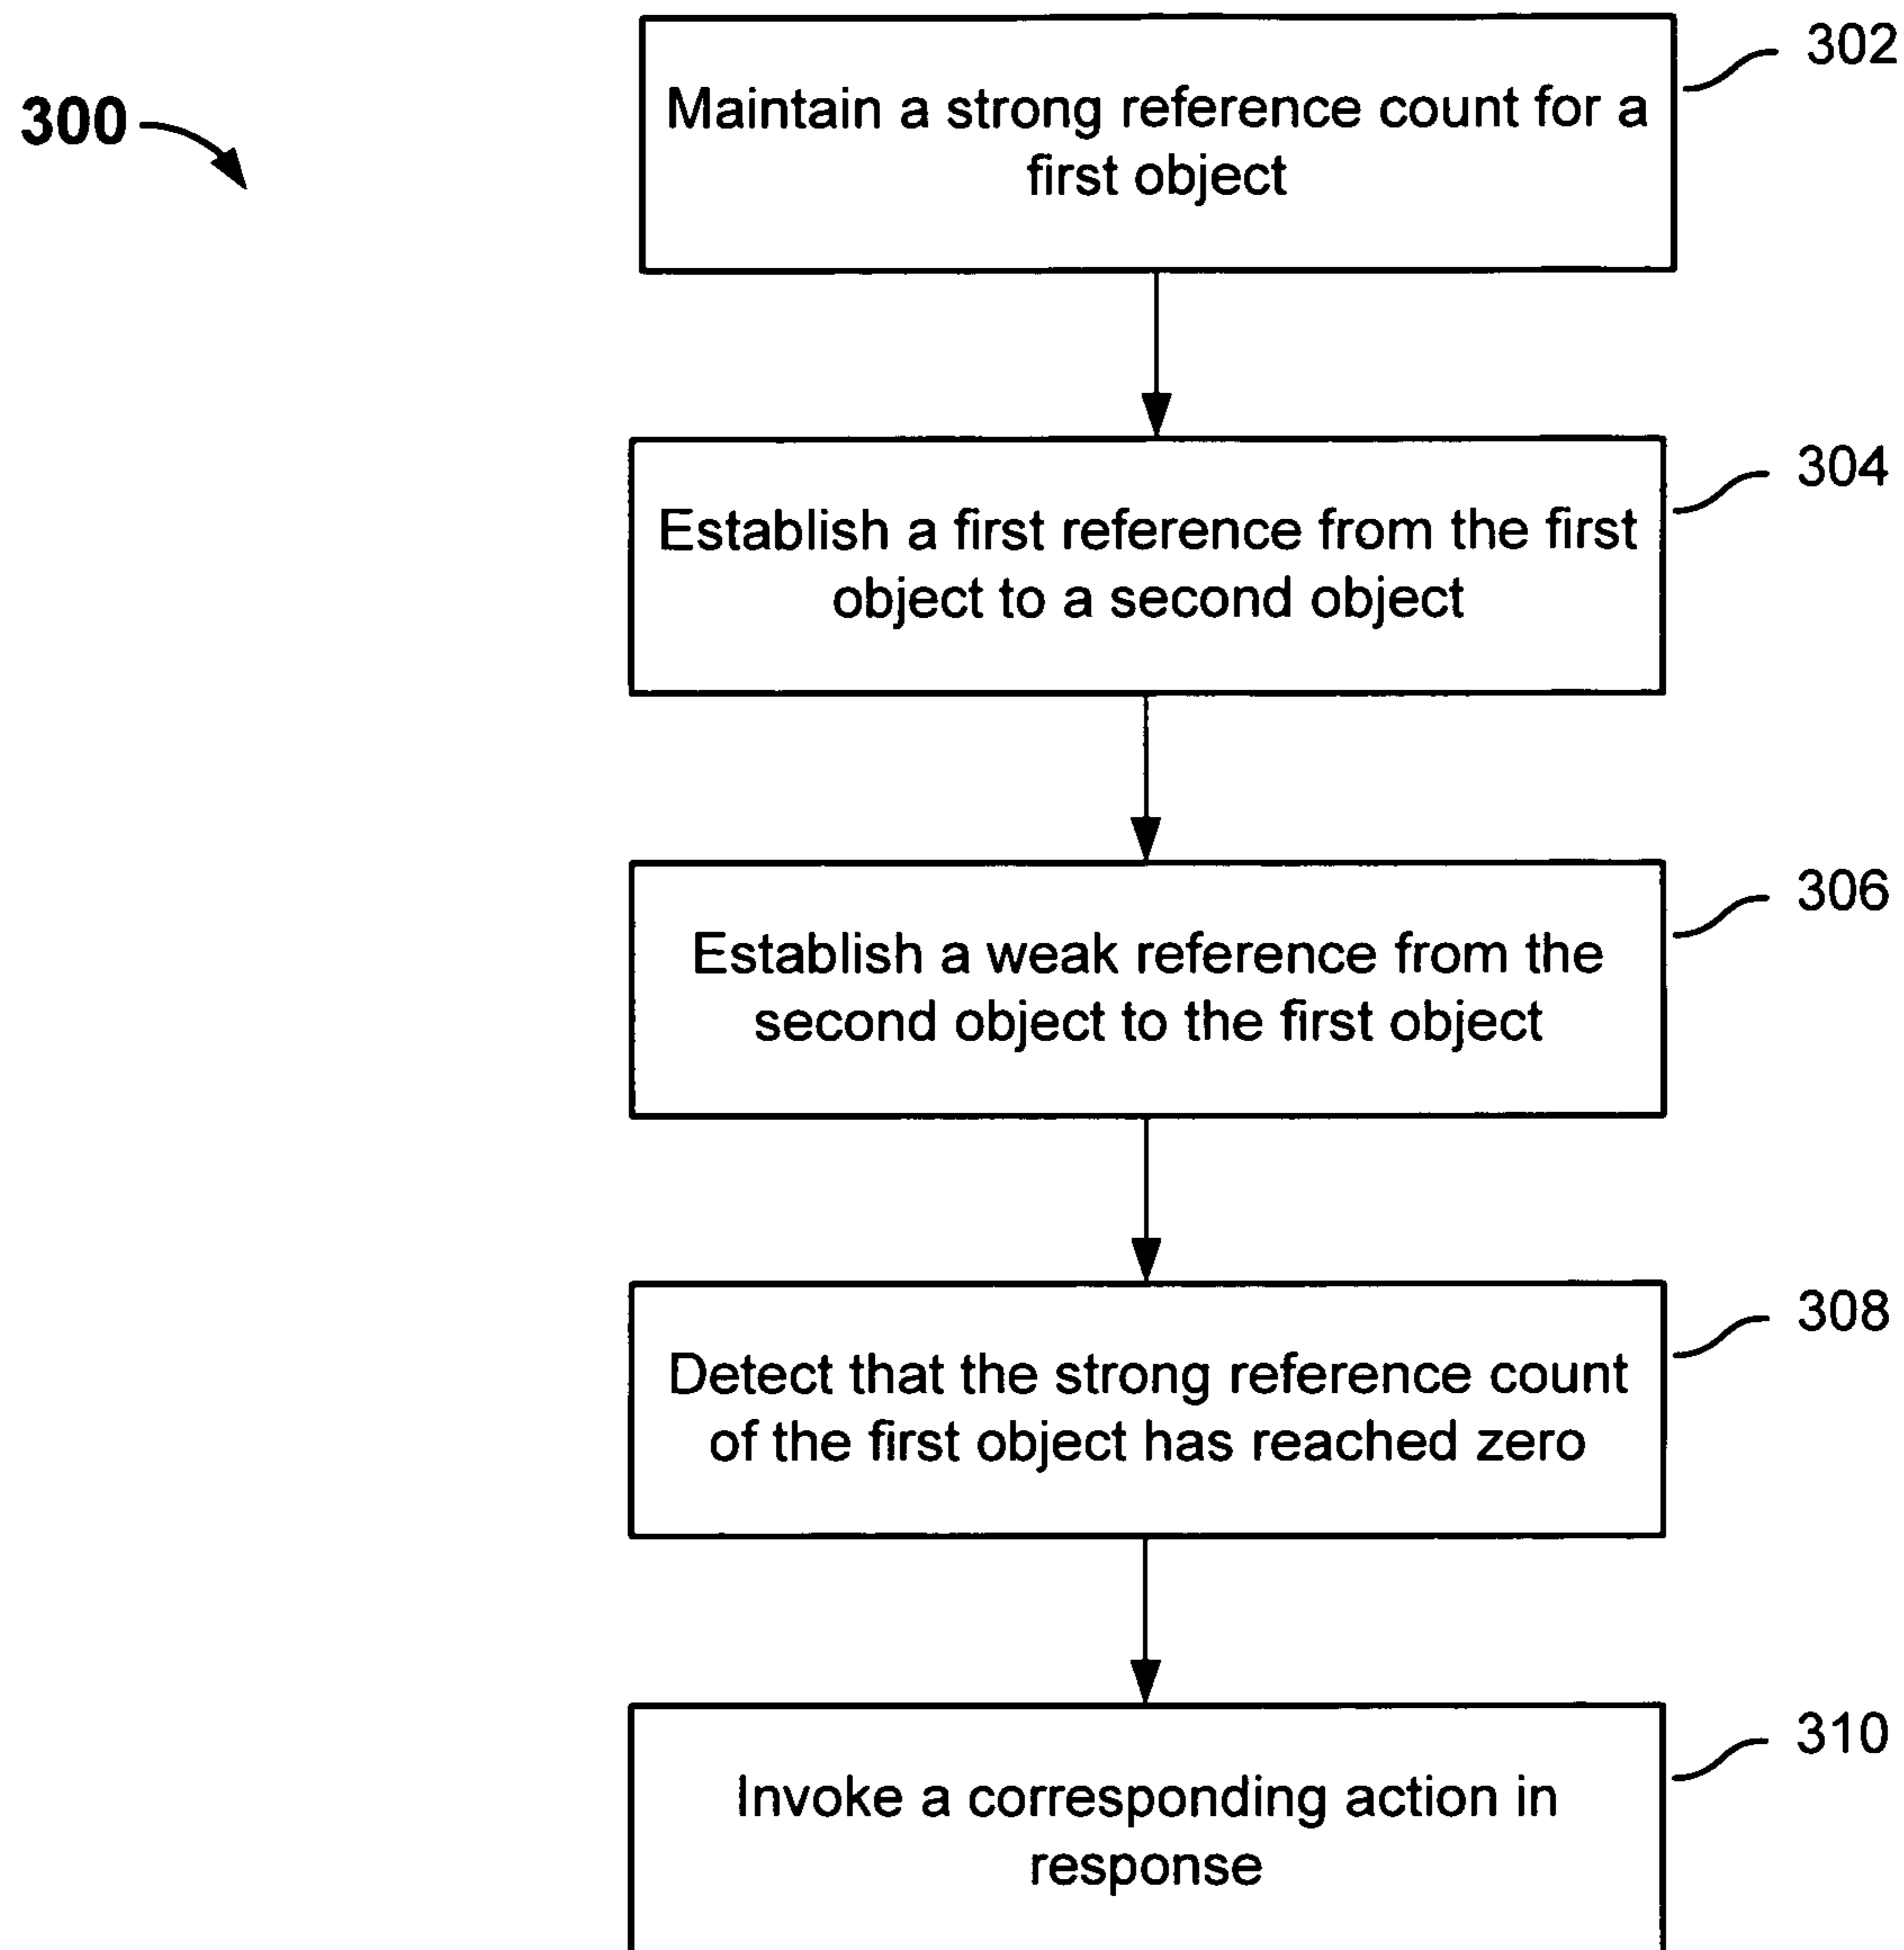 300
302
Maintain a strong reference count for a
first object
304
Establish a first reference from the first
object to a second object
306
Establish a weak reference from the
second object to the first object
308
Detect that the strong reference count
of the first object has reached zero
310
Invoke a corresponding action in
response